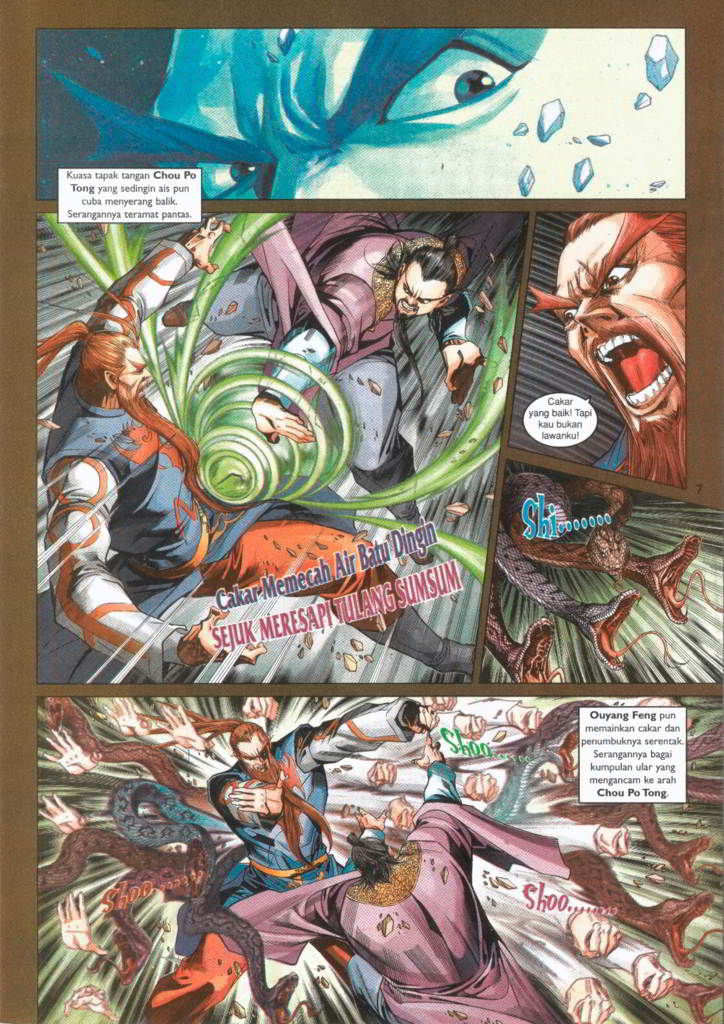 Kuasa tapak tangan Chou Po
Tong yang sedingin ais pun
cuba menyerang balik.
Serangannya teramat pantas.
Cakar
yang baik! Tapi
kau bukan
lawanku!
Cakar Memecah Air Batu Dingin
SEJUK MERESAPI TULANG SUMSUM
7
Shi.......
Ouyang Feng pun
memainkan cakar dan
penumbuknya serentak.
Serangannya bagai
kumpulan ular yang
mengancam ke arah
Chou Po Tong.
Shoo.......
Shoo.......
Shoo........